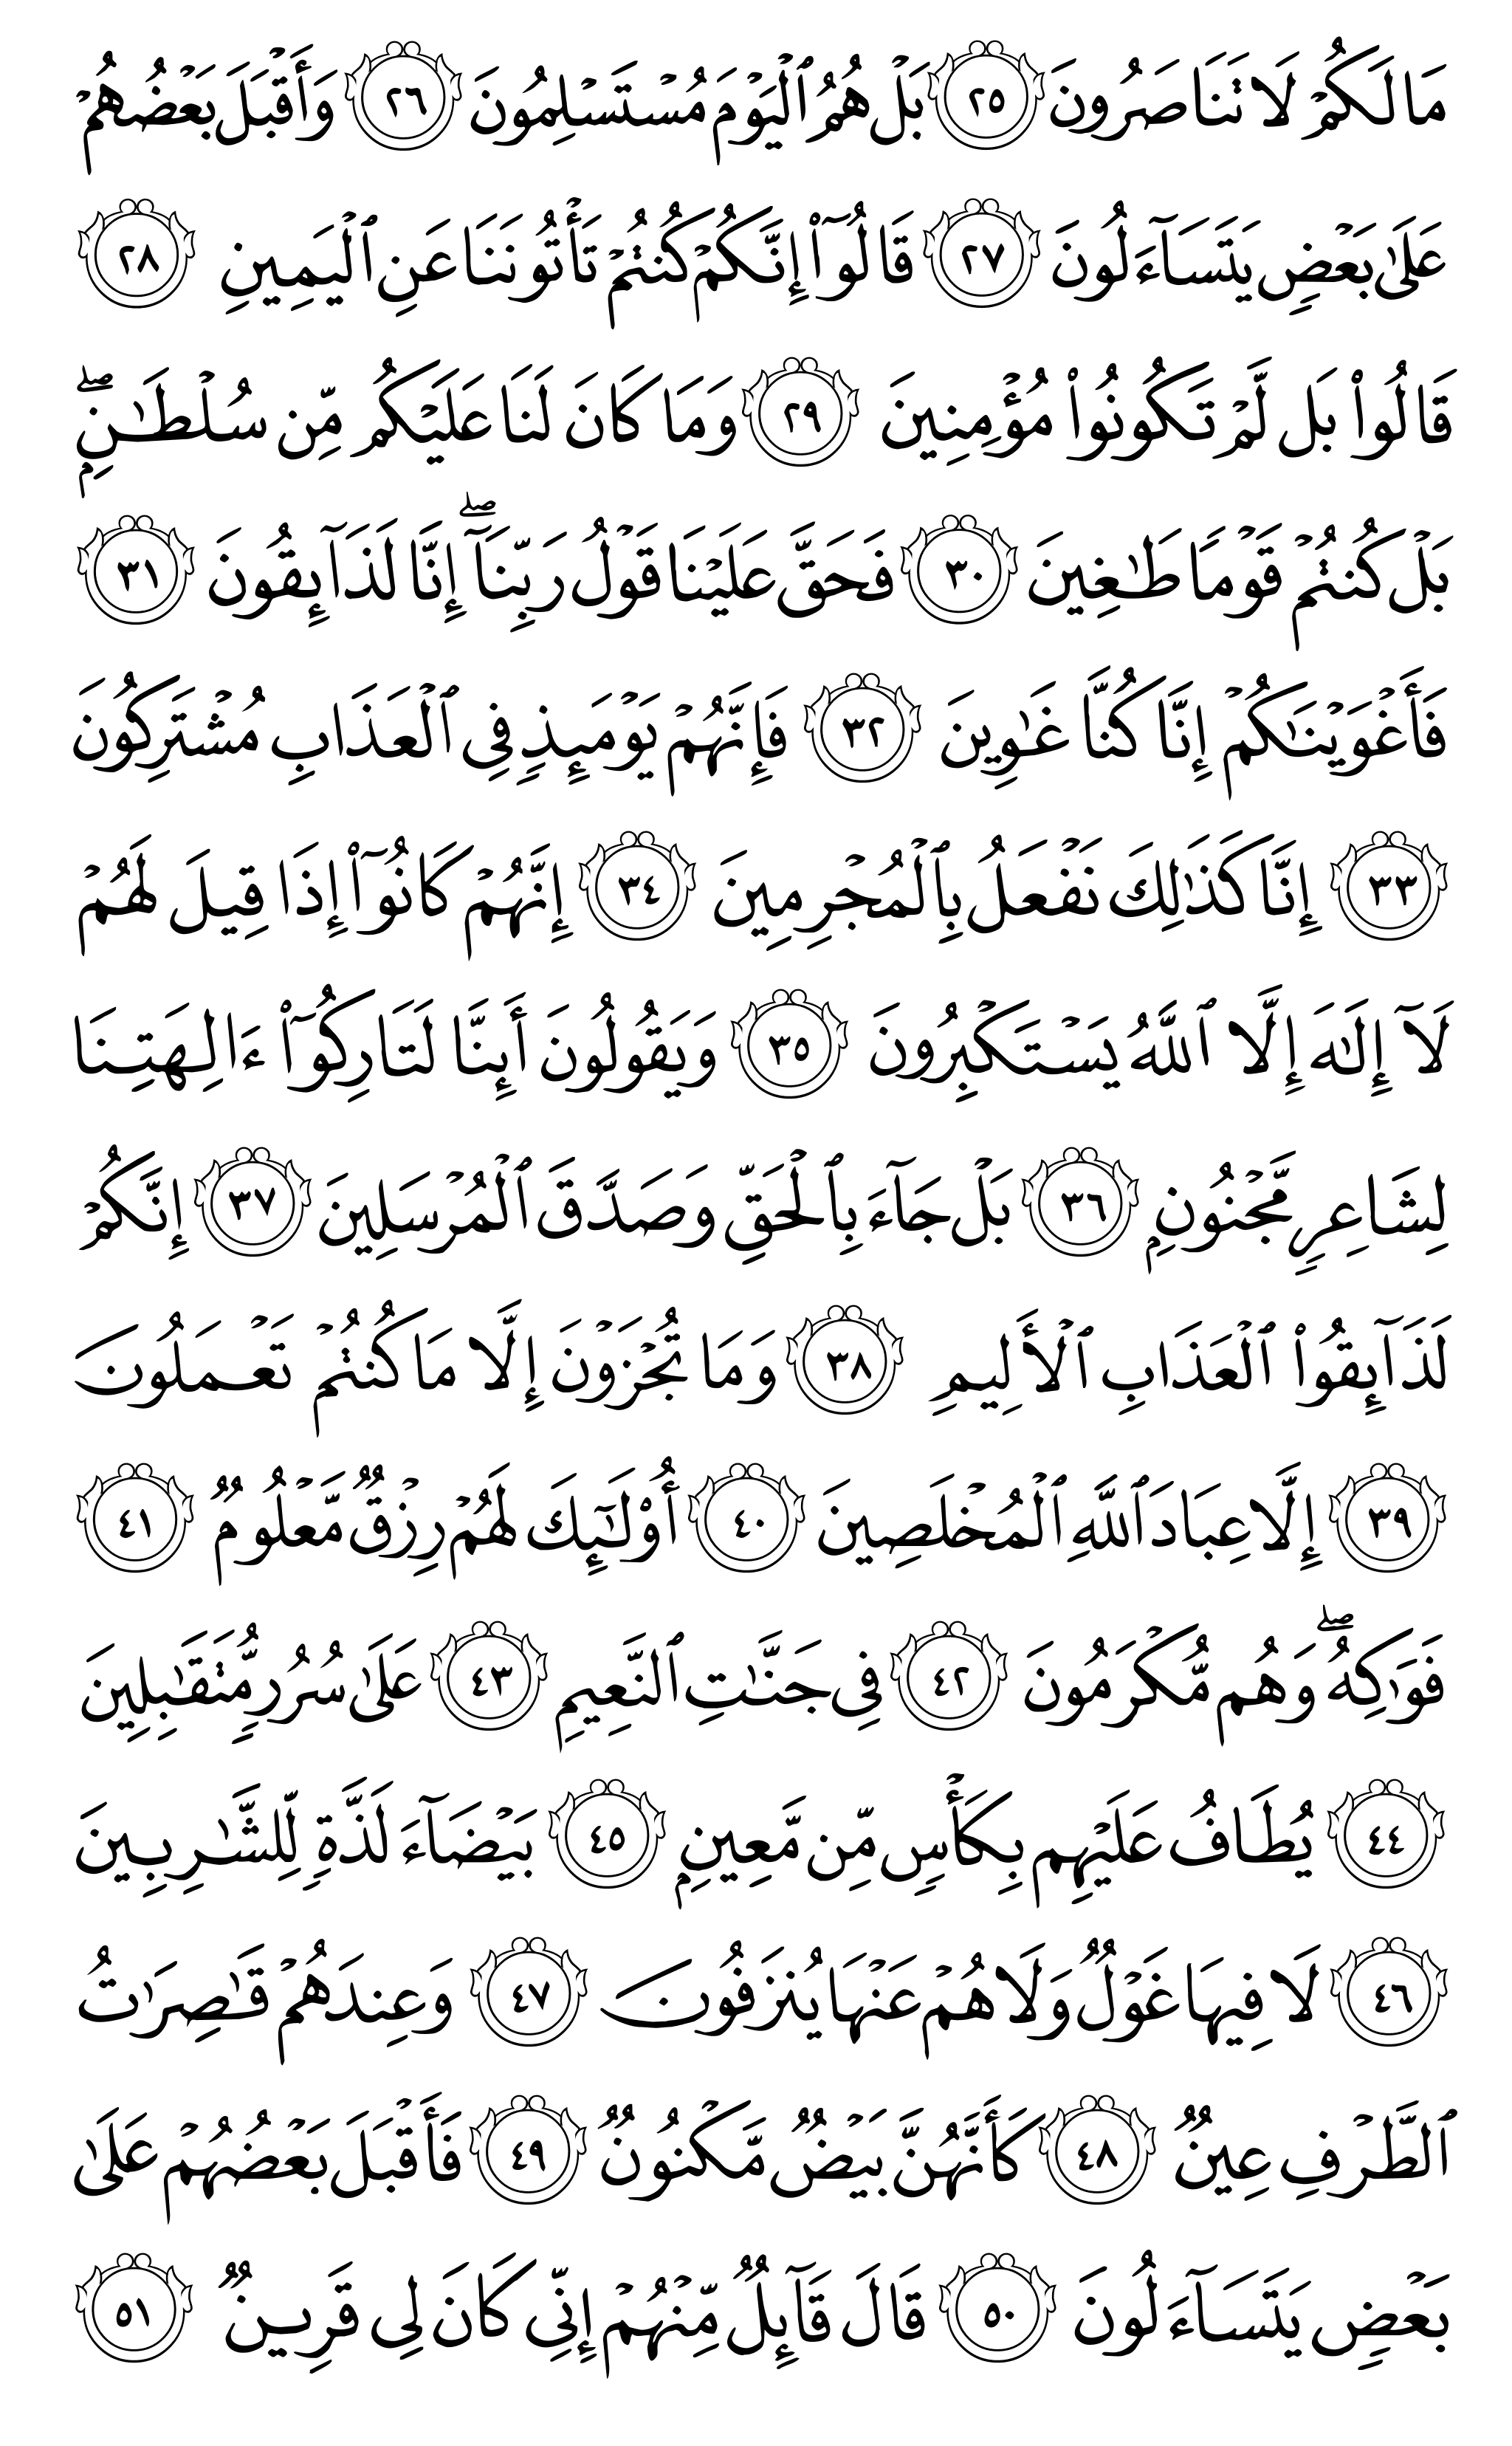 مَا لَكُمْ لَا تَنَاصَرُونَ ٢٥ بَلْ هُمُ ٱلْيَوْمَ مُسْتَسْلِمُونَ ٢٦ وَأَقْبَلَ بَعْضُهُمْ
عَلَىٰ بَعْضٍ يَتَسَآءَلُونَ ٢٧ قَالُوٓا۟ إِنَّكُمْ كُنتُمْ تَأْتُونَنَا عَنِ ٱلْيَمِينِ ٢٨
قَالُوا۟ بَل لَّمْ تَكُونُوا۟ مُؤْمِنِينَ ٢٩ وَمَا كَانَ لَنَا عَلَيْكُم مِّن سُلْطَـٰنٍۭ ۖ
بَلْ كُنتُمْ قَوْمًا طَـٰغِينَ ٣٠ فَحَقَّ عَلَيْنَا قَوْلُ رَبِّنَآ ۖ إِنَّا لَذَآئِقُونَ ٣١
فَأَغْوَيْنَـٰكُمْ إِنَّا كُنَّا غَـٰوِينَ ٣٢ فَإِنَّهُمْ يَوْمَئِذٍ فِى ٱلْعَذَابِ مُشْتَرِكُونَ
٣٣ إِنَّا كَذَٰلِكَ نَفْعَلُ بِٱلْمُجْرِمِينَ ٣٤ إِنَّهُمْ كَانُوٓا۟ إِذَا قِيلَ لَهُمْ
لَآ إِلَـٰهَ إِلَّا ٱللَّهُ يَسْتَكْبِرُونَ ٣٥ وَيَقُولُونَ أَئِنَّا لَتَارِكُوٓا۟ ءَالِهَتِنَا
لِشَاعِرٍ مَّجْنُونٍۭ ٣٦ بَلْ جَآءَ بِٱلْحَقِّ وَصَدَّقَ ٱلْمُرْسَلِينَ ٣٧ إِنَّكُمْ
لَذَآئِقُوا۟ ٱلْعَذَابِ ٱلْأَلِيمِ ٣٨ وَمَا تُجْزَوْنَ إِلَّا مَا كُنتُمْ تَعْمَلُونَ
٣٩ إِلَّا عِبَادَ ٱللَّهِ ٱلْمُخْلَصِينَ ٤٠ أُو۟لَـٰٓئِكَ لَهُمْ رِزْقٌ مَّعْلُومٌ ٤١
فَوَٰكِهُ ۖ وَهُم مُّكْرَمُونَ ٤٢ فِى جَنَّـٰتِ ٱلنَّعِيمِ ٤٣ عَلَىٰ سُرُرٍ مُّتَقَـٰبِلِينَ
٤٤ يُطَافُ عَلَيْهِم بِكَأْسٍ مِّن مَّعِينٍۭ ٤٥ بَيْضَآءَ لَذَّةٍ لِّلشَّـٰرِبِينَ
٤٦ لَا فِيهَا غَوْلٌ وَلَا هُمْ عَنْهَا يُنزَفُونَ ٤٧ وَعِندَهُمْ قَـٰصِرَٰتُ
ٱلطَّرْفِ عِينٌ ٤٨ كَأَنَّهُنَّ بَيْضٌ مَّكْنُونٌ ٤٩ فَأَقْبَلَ بَعْضُهُمْ عَلَىٰ
بَعْضٍ يَتَسَآءَلُونَ ٥٠ قَالَ قَآئِلٌ مِّنْهُمْ إِنِّى كَانَ لِى قَرِينٌ ٥١